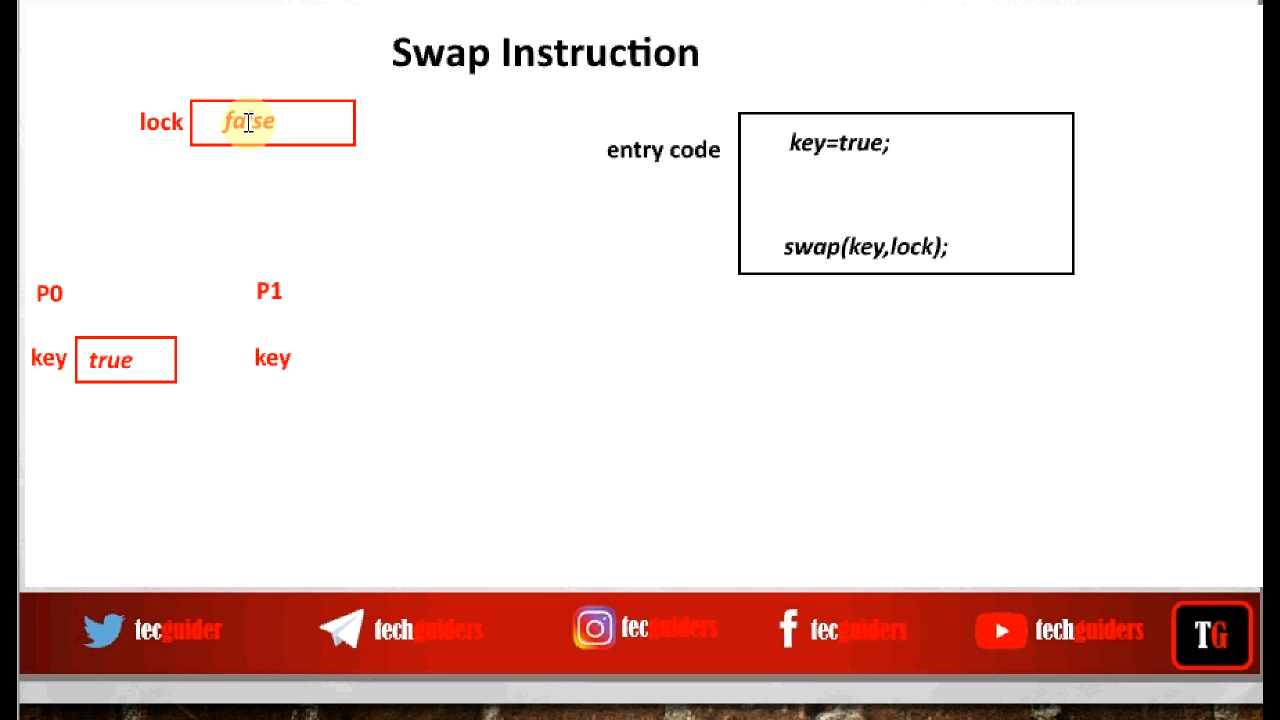 Swap Instruction
lock false
entry code key=true;
swap(key,lock);
P0 P1
key true key
tecguider techguiders tecguiders tecguiders techguiders TG